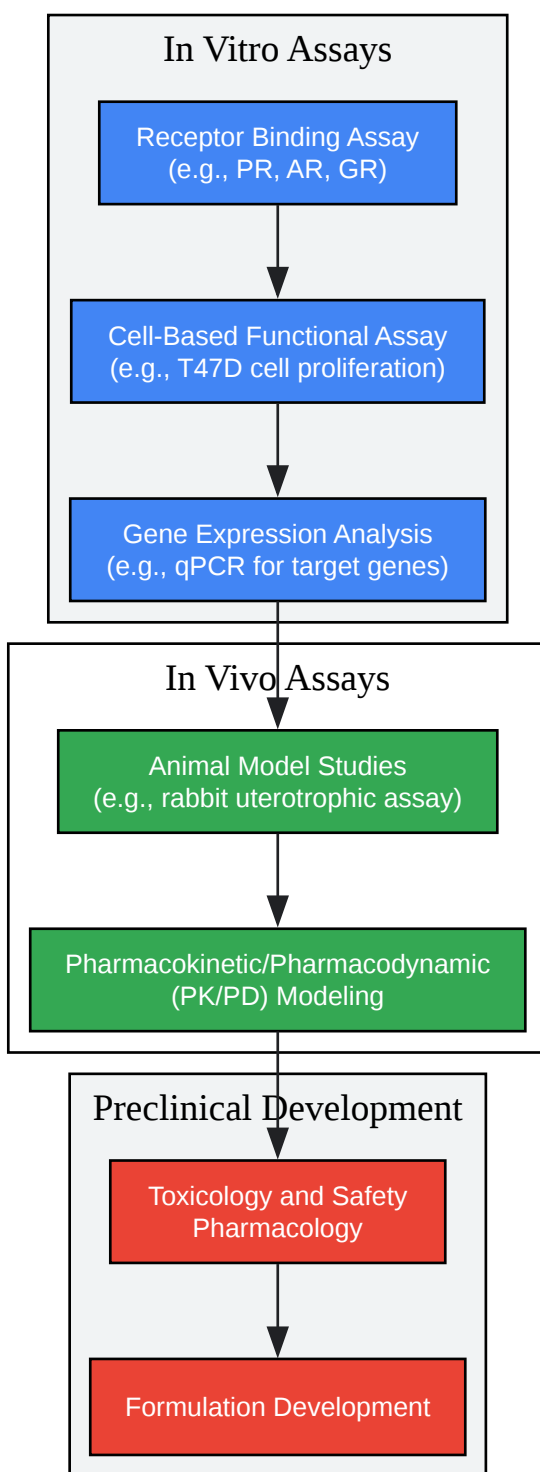 In Vitro Assays
Receptor Binding Assay
(e.g., PR, AR, GR)
Cell-Based Functional Assay
(e.g., T47D cell proliferation)
Gene Expression Analysis
(e.g., qPCR for target genes)
In Vivo Assays
Animal Model Studies
(e.g., rabbit uterotrophic assay)
Pharmacokinetic/Pharmacodynamic
(PK/PD) Modeling
Preclinical Development
Toxicology and Safety
Pharmacology
Formulation Development